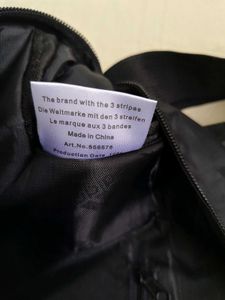 The brand with the 3 stripes
Die Weltmarke mit den 3 streifen
Le marque aux 3 bandes
Made in China
Art.No.
Production Date